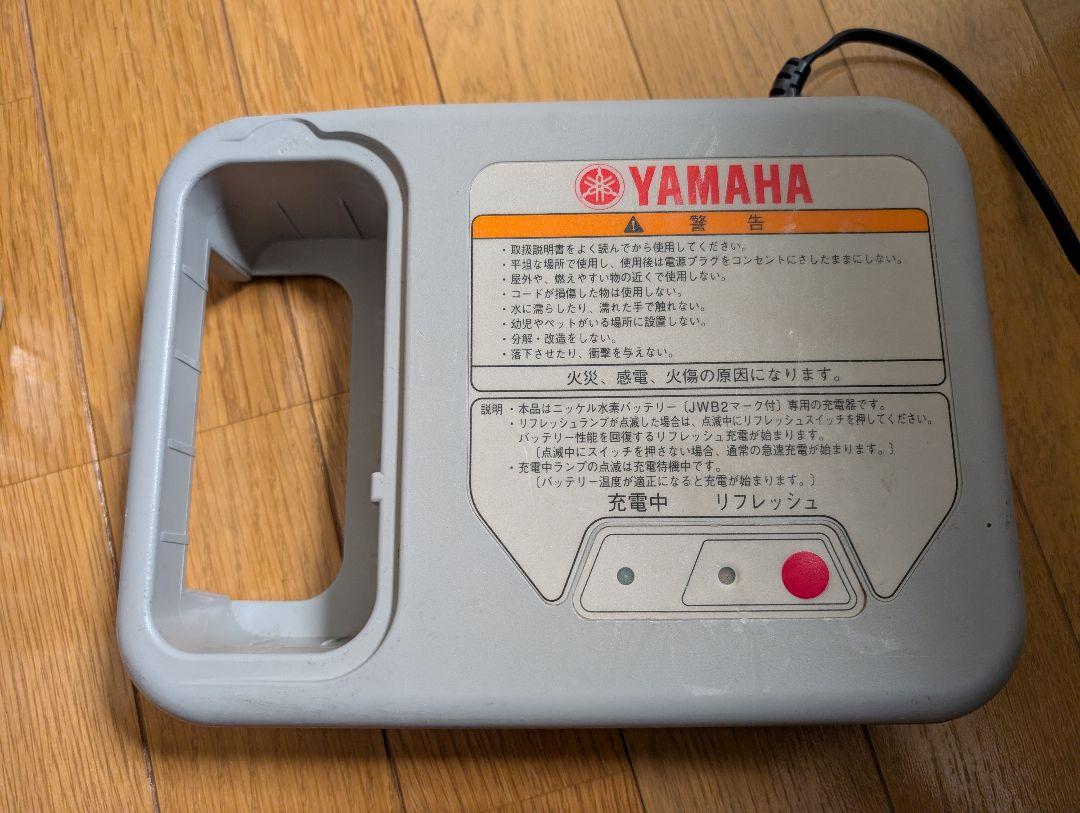 YAMAHA
警告
・取扱説明書をよく読んでから使用してください。
・平坦な場所で使用し、使用後は電源プラグをコンセントにさしたままにしない。
・屋外や、燃えやすい物の近くで使用しない。
・コードが損傷した物は使用しない。
・水に濡らしたり、濡れた手で触れない。
・幼児やペットがいる場所に設置しない。
・分解・改造をしない。
・落下させたり、衝撃を与えない。
火災、感電、火傷の原因になります。
説明・本品はニッケル水素バッテリー〔JWB2マーク付〕専用の充電器です。
・リフレッシュランプが点滅した場合は、点滅中にリフレッシュスイッチを押してください。
バッテリー性能を回復するリフレッシュ充電が始まります。
〔点滅中にスイッチを押さない場合、通常の急速充電が始まります。〕
・充電中ランプの点滅は充電待機中です。
〔バッテリー温度が適正になると充電が始まります。〕
充電中 リフレッシュ